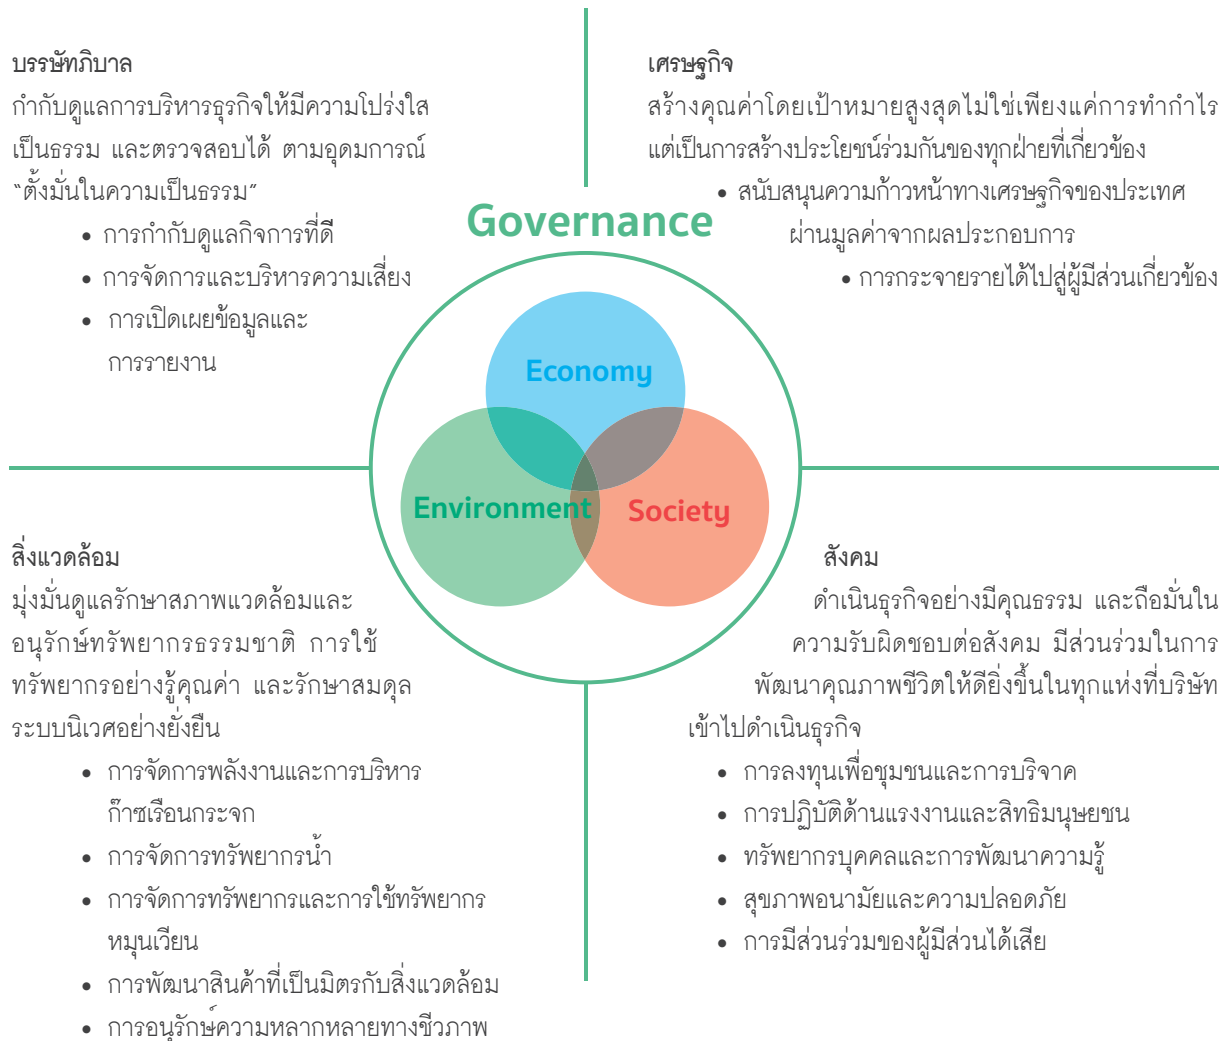 บรรษัทภิบาล
กำกับดูแลการบริหารธุรกิจให้มีความโปร่งใส
เป็นธรรม และตรวจสอบได้ ตามอุดมการณ์
“ตั้งมั่นในความเป็นธรรม”
• การกำกับดูแลกิจการที่ดี
• การจัดการและบริหารความเสี่ยง
• การเปิดเผยข้อมูลและ
การรายงาน
เศรษฐกิจ
สร้างคุณค่าโดยเป้าหมายสูงสุดไม่ใช่เพียงแค่การทำกำไร
แต่เป็นการสร้างประโยชน์ร่วมกันของทุกฝ่ายที่เกี่ยวข้อง
• สนับสนุนความก้าวหน้าทางเศรษฐกิจของประเทศ
ผ่านมูลค่าจากผลประกอบการ
• การกระจายรายได้ไปสู่ผู้มีส่วนเกี่ยวข้อง
Governance
Economy
Environment
Society
สิ่งแวดล้อม
มุ่งมั่นดูแลรักษาสภาพแวดล้อมและ
อนุรักษ์ทรัพยากรธรรมชาติ การใช้
ทรัพยากรอย่างรู้คุณค่า และรักษาสมดุล
ระบบนิเวศอย่างยั่งยืน
• การจัดการพลังงานและการบริหาร
ก๊าซเรือนกระจก
• การจัดการทรัพยากรน้ำ
• การจัดการทรัพยากรและการใช้ทรัพยากร
หมุนเวียน
• การพัฒนาสินค้าที่เป็นมิตรกับสิ่งแวดล้อม
• การอนุรักษ์ความหลากหลายทางชีวภาพ
สังคม
ดำเนินธุรกิจอย่างมีคุณธรรม และถือมั่นใน
ความรับผิดชอบต่อสังคม มีส่วนร่วมในการ
พัฒนาคุณภาพชีวิตให้ดียิ่งขึ้นในทุกแห่งที่บริษัท
เข้าไปดำเนินธุรกิจ
• การลงทุนเพื่อชุมชนและการบริจาค
• การปฏิบัติด้านแรงงานและสิทธิมนุษยชน
• ทรัพยากรบุคคลและการพัฒนาความรู้
• สุขภาพอนามัยและความปลอดภัย
• การมีส่วนร่วมของผู้มีส่วนได้เสีย